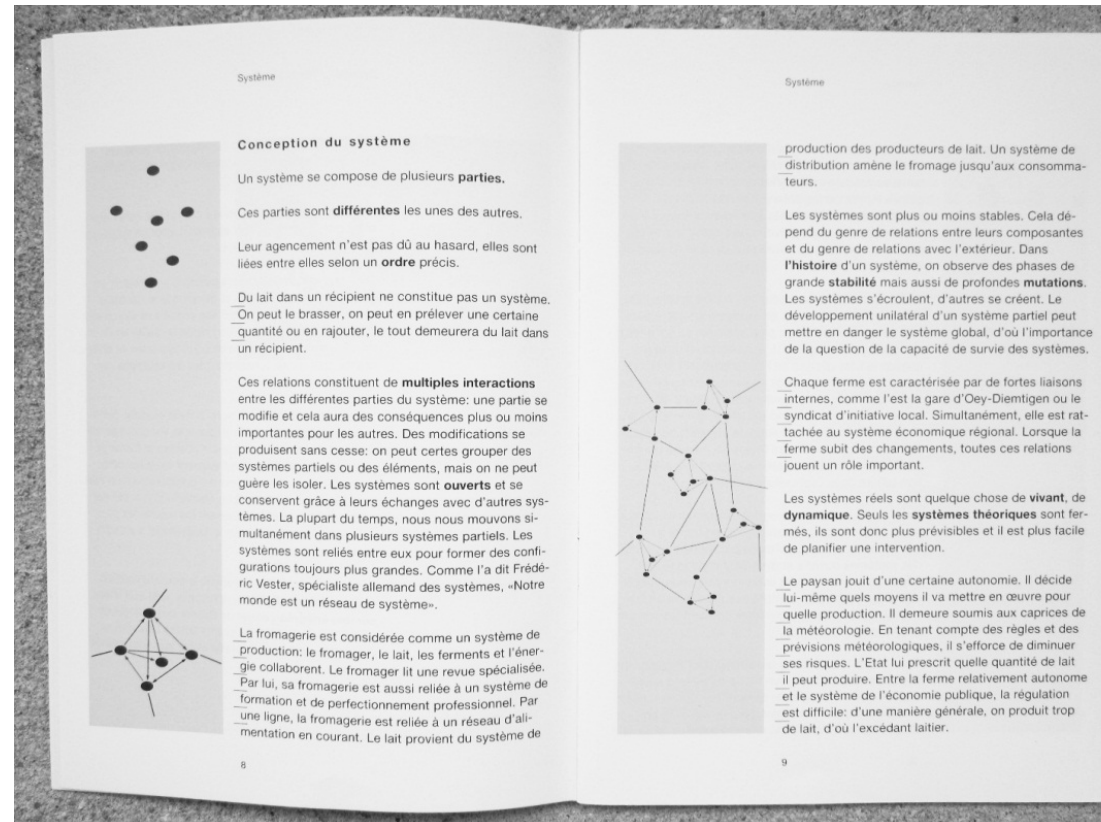 Système
Conception du système
Un système se compose de plusieurs parties.
Ces parties sont différentes les unes des autres.
Leur agencement n'est pas dû au hasard, elles sont
liées entre elles selon un ordre précis.
Du lait dans un récipient ne constitue pas un système.
On peut le brasser, on peut en prélever une certaine
quantité ou en rajouter, le tout demeurera du lait dans
un récipient.
Ces relations constituent de multiples interactions
entre les différentes parties du système: une partie se
modifie et cela aura des conséquences plus ou moins
importantes pour les autres. Des modifications se
produisent sans cesse: on peut certes grouper des
systèmes partiels ou des éléments, mais on ne peut
guère les isoler. Les systèmes sont ouverts et se
conservent grâce à leurs échanges avec d'autres sys-
tèmes. La plupart du temps, nous nous mouvons si-
multanément dans plusieurs systèmes partiels. Les
systèmes sont reliés entre eux pour former des confi-
gurations toujours plus grandes. Comme l'a dit Frédé-
ric Vester, spécialiste allemand des systèmes, «Notre
monde est un réseau de système».
La fromagerie est considérée comme un système de
production: le fromager, le lait, les ferments et l'éner-
gie collaborent. Le fromager lit une revue spécialisée.
Par lui, sa fromagerie est aussi reliée à un système de
formation et de perfectionnement professionnel. Par
une ligne, la fromagerie est reliée à un réseau d'ali-
mentation en courant. Le lait provient du système de
8
Système
production des producteurs de lait. Un système de
distribution amène le fromage jusqu'aux consomma-
teurs.
Les systèmes sont plus ou moins stables. Cela dé-
pend du genre de relations entre leurs composantes
et du genre de relations avec l'extérieur. Dans
l'histoire d'un système, on observe des phases de
grande stabilité mais aussi de profondes mutations.
Les systèmes s'écroulent, d'autres se créent. Le
développement unilatéral d'un système partiel peut
mettre en danger le système global, d'où l'importance
de la question de la capacité de survie des systèmes.
Chaque ferme est caractérisée par de fortes liaisons
internes, comme l'est la gare d'Oey-Diemtigen ou le
syndicat d'initiative local. Simultanément, elle est rat-
tachée au système économique régional. Lorsque la
ferme subit des changements, toutes ces relations
jouent un rôle important.
Les systèmes réels sont quelque chose de vivant, de
dynamique. Seuls les systèmes théoriques sont fer-
més, ils sont donc plus prévisibles et il est plus facile
de planifier une intervention.
Le paysan jouit d'une certaine autonomie. Il décide
lui-même quels moyens il va mettre en œuvre pour
quelle production. Il demeure soumis aux caprices de
la météorologie. En tenant compte des règles et des
prévisions météorologiques, il s'efforce de diminuer
ses risques. L'Etat lui prescrit quelle quantité de lait
il peut produire. Entre la ferme relativement autonome
et le système de l'économie publique, la régulation
est difficile: d'une manière générale, on produit trop
de lait, d'où l'excédant laitier.
9